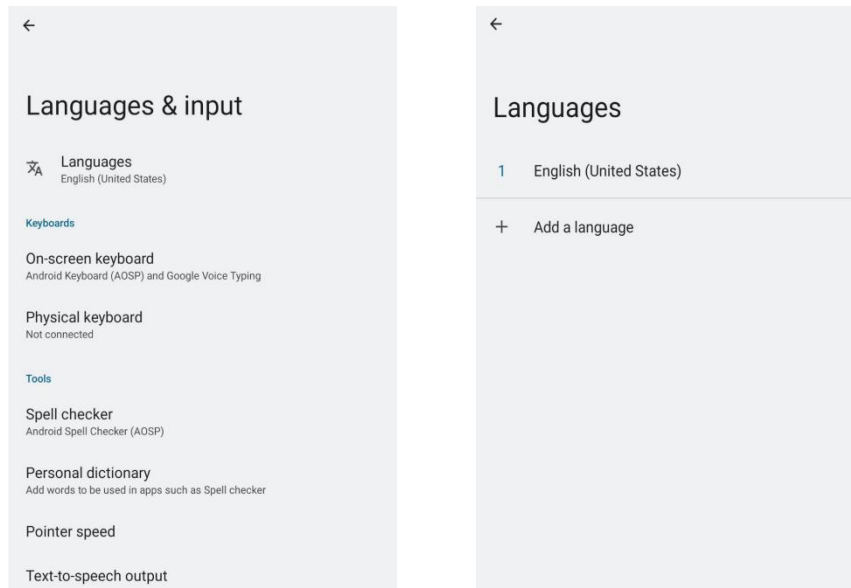 Languages & input
Languages
English (United States)
Keyboards
On-screen keyboard
Android Keyboard (AOSP) and Google Voice Typing
Physical keyboard
Not connected
Tools
Spell checker
Android Spell Checker (AOSP)
Personal dictionary
Add words to be used in apps such as Spell checker
Pointer speed
Text-to-speech output
Languages
1 English (United States)
+ Add a language